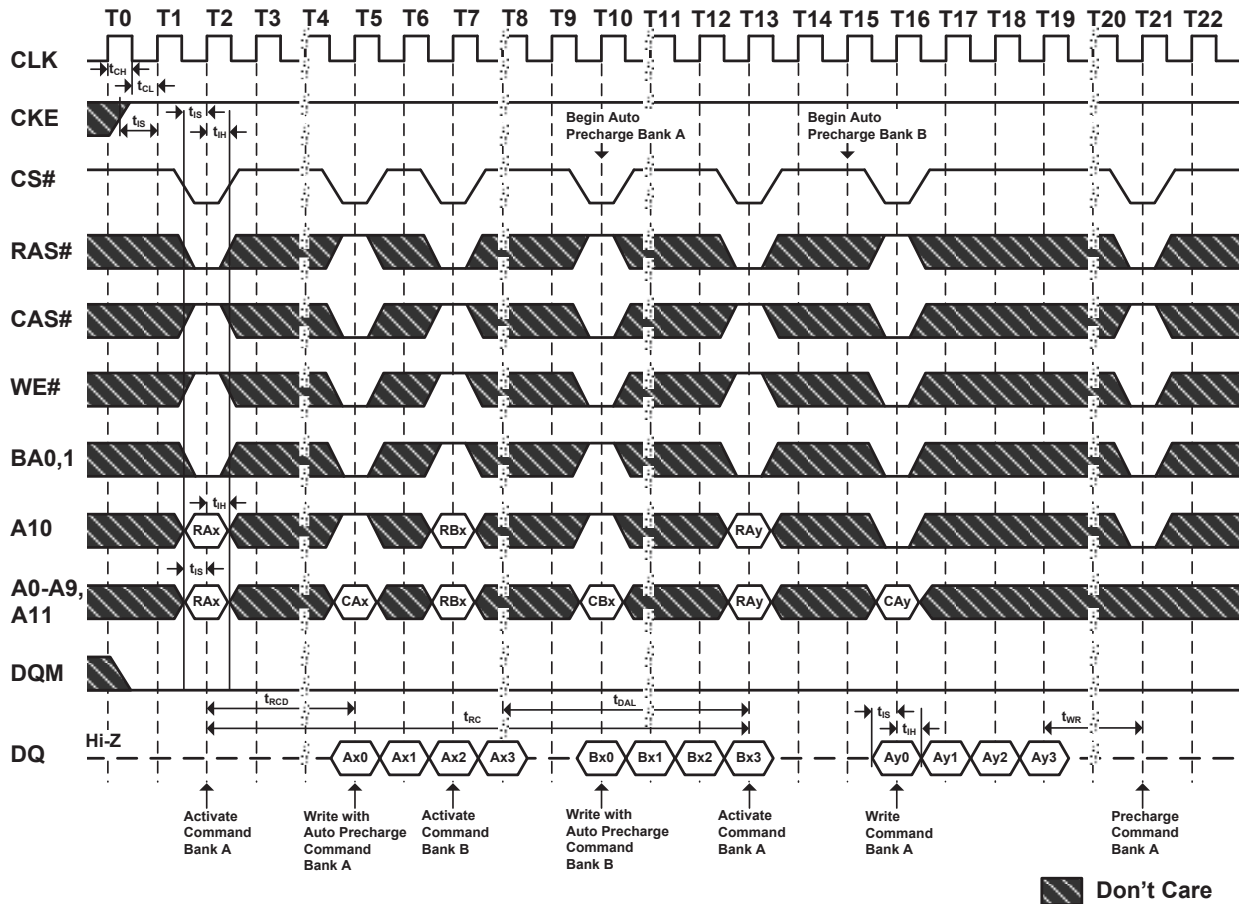 T0 T1 T2 T3 T4 T5 T6 T7 T8 T9 T10 T11 T12 T13 T14 T15 T16 T17 T18 T19 T20 T21 T22
CLK
tCH
tCL
CKE
tIS
tIS
tIH
Begin Auto
Precharge Bank A
Begin Auto
Precharge Bank B
CS#
RAS#
CAS#
WE#
BA0,1
tIH
A10
RAx RBx RAy
tIS
A0-A9,
A11
RAx CAx RBx CBx RAy CAy
DQM
tRCD
tDAL
tRC
tIS
tIH
tWR
DQ
Hi-Z
Ax0 Ax1 Ax2 Ax3 Bx0 Bx1 Bx2 Bx3 Ay0 Ay1 Ay2 Ay3
Activate
Command
Bank A
Write with
Auto Precharge
Command
Bank A
Activate
Command
Bank B
Write with
Auto Precharge
Command
Bank B
Activate
Command
Bank A
Write
Command
Bank A
Precharge
Command
Bank A
Don't Care